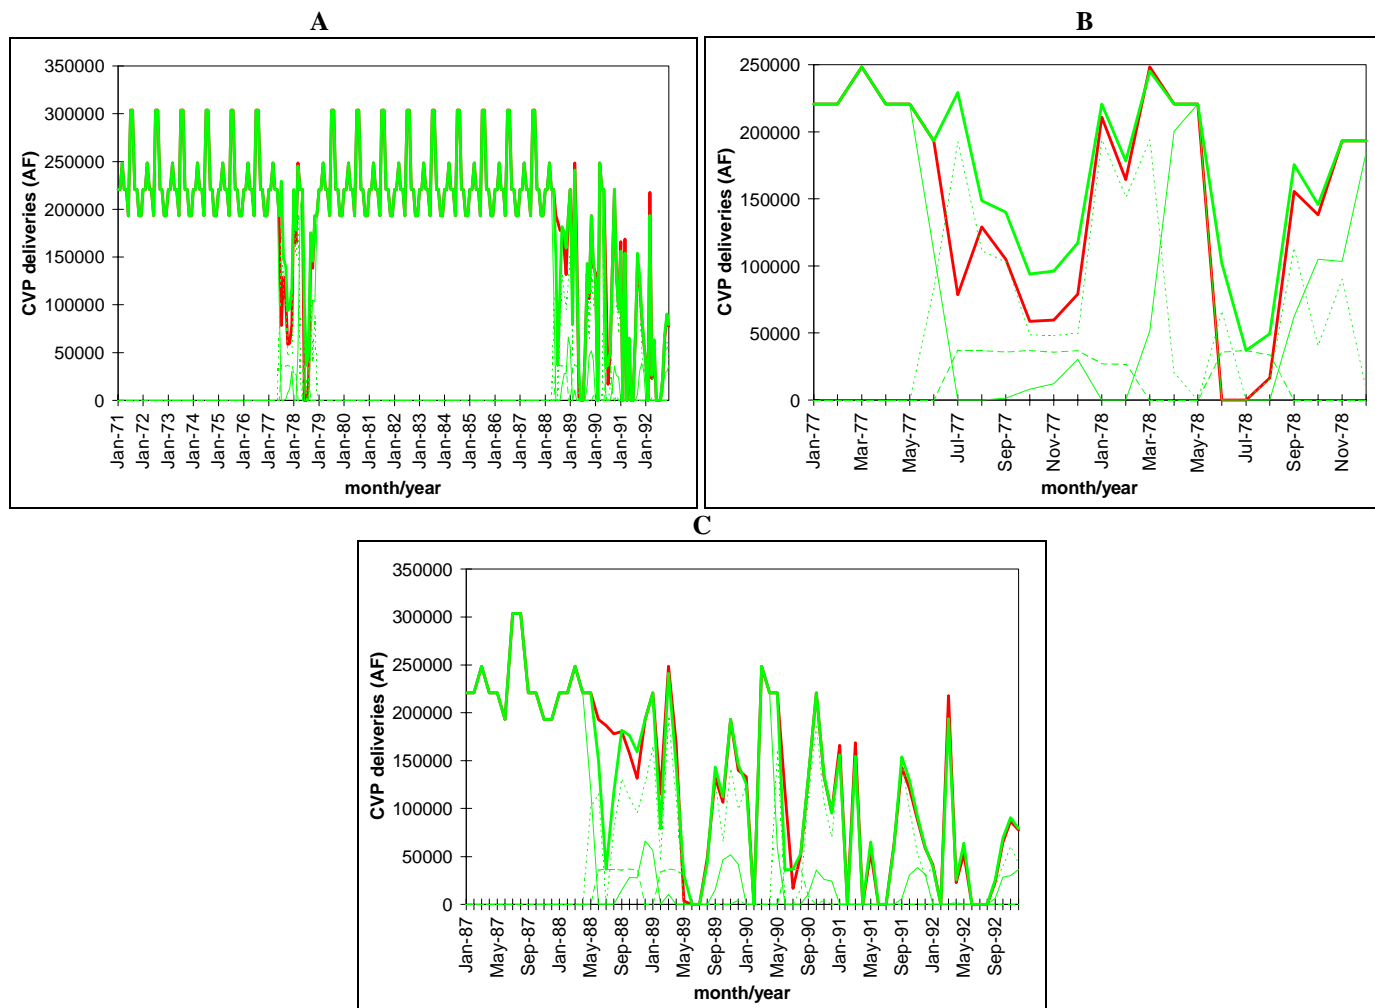 A
CVP deliveries (AF)
350000
300000
250000
200000
150000
100000
50000
0
Jan-71
Jan-72
Jan-73
Jan-74
Jan-75
Jan-76
Jan-77
Jan-78
Jan-79
Jan-80
Jan-81
Jan-82
Jan-83
Jan-84
Jan-85
Jan-86
Jan-87
Jan-88
Jan-89
Jan-90
Jan-91
Jan-92
month/year
B
CVP deliveries (AF)
250000
200000
150000
100000
50000
0
Jan-77
Mar-77
May-77
Jul-77
Sep-77
Nov-77
Jan-78
Mar-78
May-78
Jul-78
Sep-78
Nov-78
month/year
C
CVP deliveries (AF)
350000
300000
250000
200000
150000
100000
50000
0
Jan-87
May-87
Sep-87
Jan-88
May-88
Sep-88
Jan-89
May-89
Sep-89
Jan-90
May-90
Sep-90
Jan-91
May-91
Sep-91
Jan-92
May-92
Sep-92
month/year